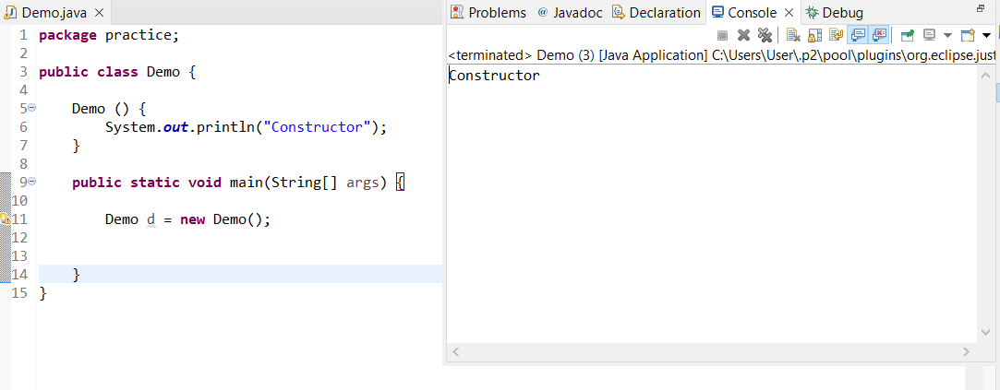 Demo.java
1 package practice;
2
3 public class Demo {
4
5 Demo () {
6 System.out.println("Constructor");
7 }
8
9 public static void main(String[] args) {
10
11 Demo d = new Demo();
12
13
14 }
15 }
Problems @ Javadoc Declaration Console Debug
<terminated> Demo (3) [Java Application] C:\Users\User\.p2\pool\plugins\org.eclipse.just
Constructor